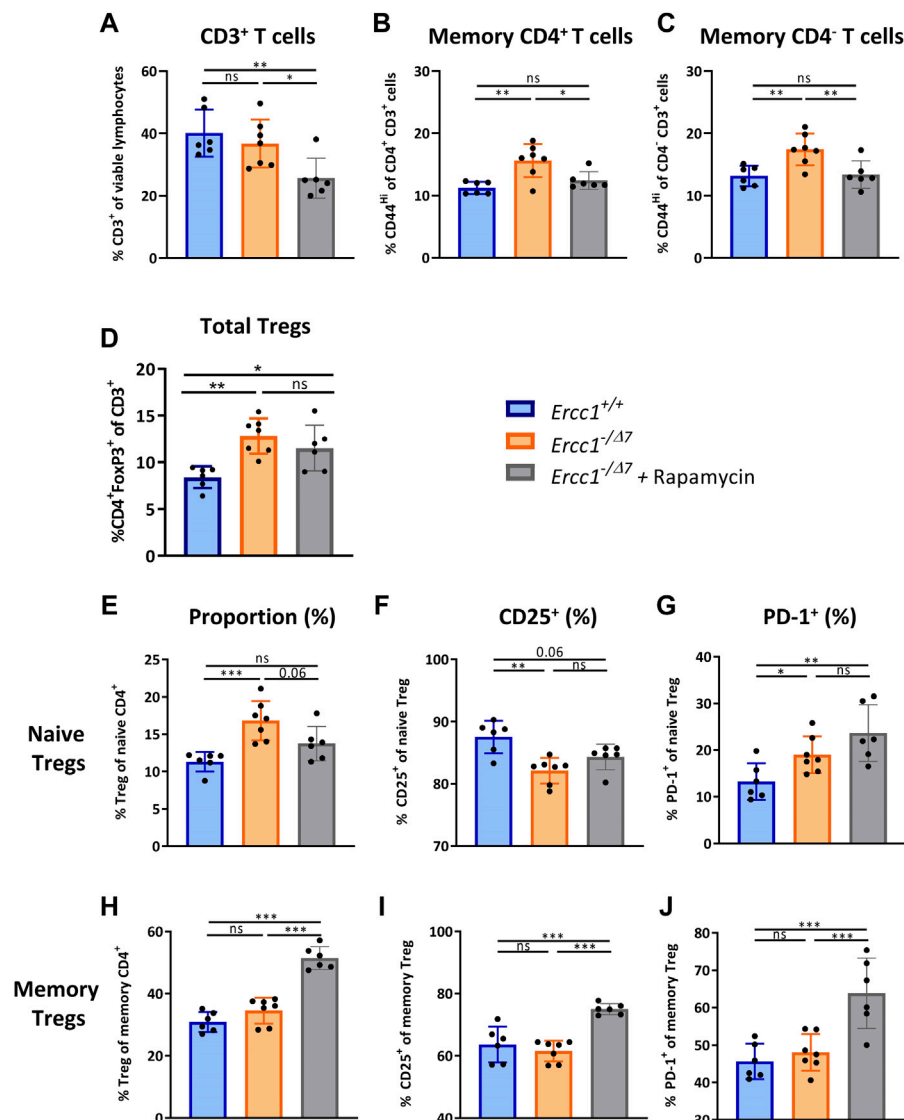 A
CD3⁺ T cells
% CD3⁺ of viable lymphocytes
60
40
20
0
**
ns
*
B
Memory CD4⁺ T cells
% CD44ᴴⁱ of CD4⁺ CD3⁺ cells
30
20
10
0
ns
**
*
C
Memory CD4⁻ T cells
% CD44ᴴⁱ of CD4⁻ CD3⁺ cells
30
20
10
0
ns
**
**
Total Tregs
D
%CD4⁺FoxP3⁺ of CD3⁺
20
15
10
5
0
*
**
ns
Ercc1⁺/⁺
Ercc1⁻/Δ⁷
Ercc1⁻/Δ⁷ + Rapamycin
Naive
Tregs
E
Proportion (%)
% Treg of naive CD4⁺
25
20
15
10
5
0
ns
***
0.06
F
CD25⁺ (%)
% CD25⁺ of naive Treg
100
90
80
70
0.06
**
ns
G
PD-1⁺ (%)
% PD-1⁺ of naive Treg
40
30
20
10
0
**
*
ns
Memory
Tregs
H
% Treg of memory CD4⁺
60
40
20
0
***
ns
***
I
% CD25⁺ of memory Treg
100
80
60
40
***
ns
***
J
% PD-1⁺ of memory Treg
80
70
60
50
40
30
***
ns
***